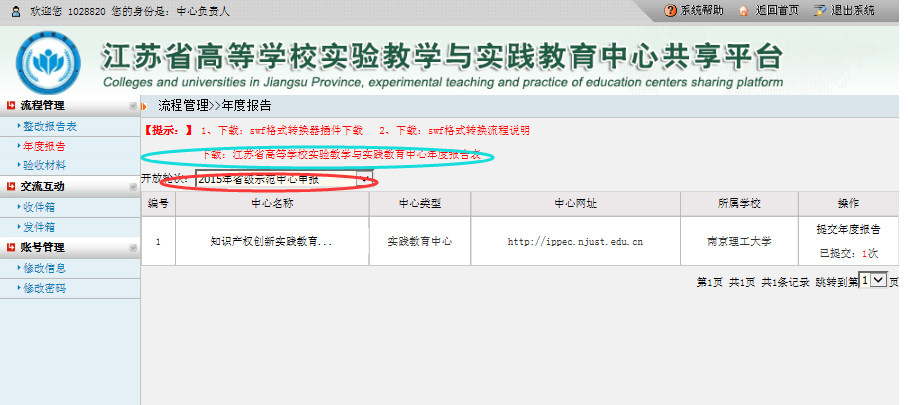 欢迎您 1028820 您的身份是：中心负责人
系统帮助 返回首页 退出系统
江苏省高等学校实验教学与实践教育中心共享平台
Colleges and universities in Jiangsu Province, experimental teaching and practice of education centers sharing platform
流程管理
整改报告表
年度报告
验收材料
交流互动
收件箱
发件箱
账号管理
修改信息
修改密码
流程管理>>年度报告
【提示：】 1、下载：swf格式转换器插件下载 2、下载：swf格式转换流程说明
下载：江苏省高等学校实验教学与实践教育中心年度报告表
开放轮次： 2015年省级示范中心申报
编号 中心名称 中心类型 中心网址 所属学校 操作
1 知识产权创新实践教育... 实践教育中心 http://ippec.njust.edu.cn 南京理工大学 提交年度报告
已提交：1次
第1页 共1页 共1条记录 跳转到第 1 页